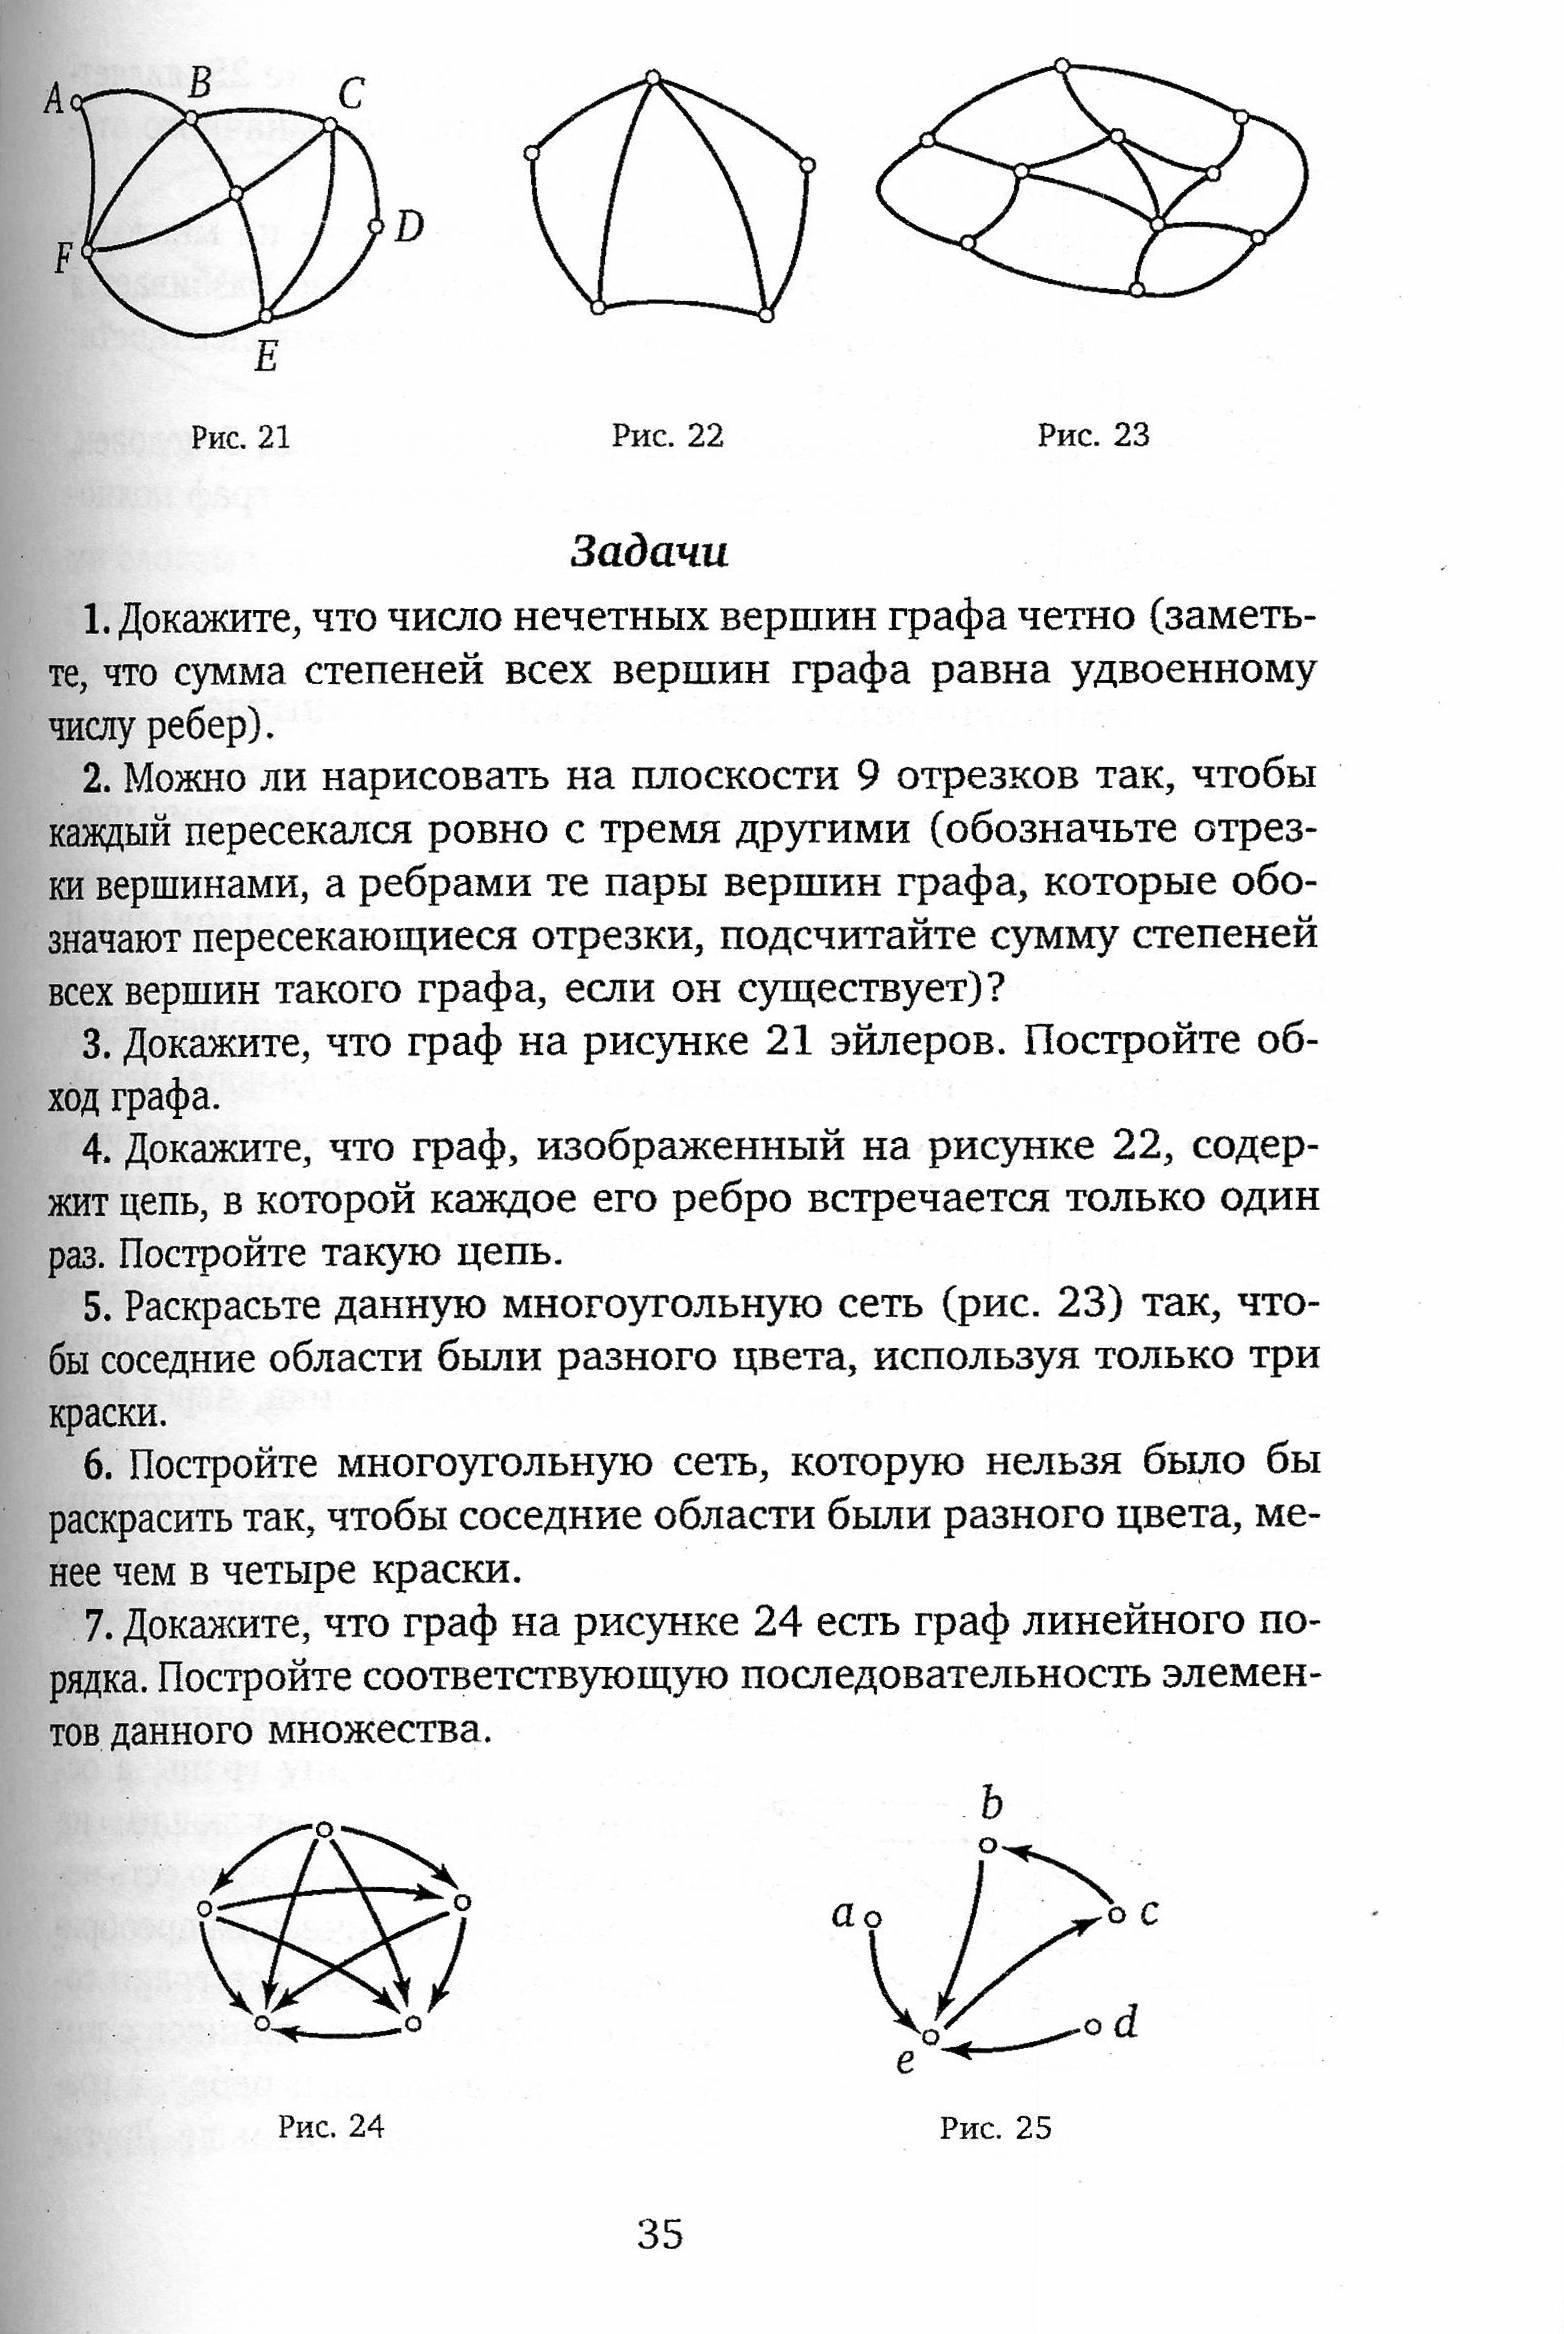 A
B
C
D
E
F
Рис. 21
Рис. 22
Рис. 23
Задачи
1. Докажите, что число нечетных вершин графа четно (заметь-
те, что сумма степеней всех вершин графа равна удвоенному
числу ребер).
2. Можно ли нарисовать на плоскости 9 отрезков так, чтобы
каждый пересекался ровно с тремя другими (обозначьте отрез-
ки вершинами, а ребрами те пары вершин графа, которые обо-
значают пересекающиеся отрезки, подсчитайте сумму степеней
всех вершин такого графа, если он существует)?
3. Докажите, что граф на рисунке 21 эйлеров. Постройте об-
ход графа.
4. Докажите, что граф, изображенный на рисунке 22, содер-
жит цепь, в которой каждое его ребро встречается только один
раз. Постройте такую цепь.
5. Раскрасьте данную многоугольную сеть (рис. 23) так, что-
бы соседние области были разного цвета, используя только три
краски.
6. Постройте многоугольную сеть, которую нельзя было бы
раскрасить так, чтобы соседние области были разного цвета, ме-
нее чем в четыре краски.
7. Докажите, что граф на рисунке 24 есть граф линейного по-
рядка. Постройте соответствующую последовательность элемен-
тов данного множества.
b
a
c
d
e
Рис. 24
Рис. 25
35